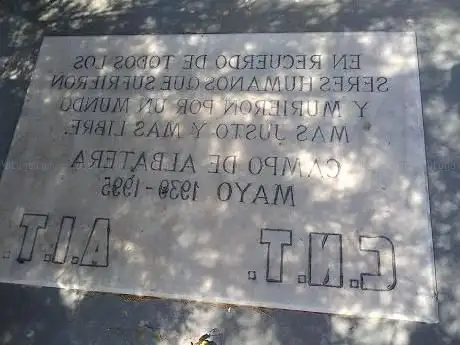 EN RECUERDO DE TODOS LOS
SERES HUMANOS QUE SUFRIERON
Y MURIERON POR UN MUNDO
MAS JUSTO Y MAS LIBRE.
CAMPO DE ALBATERA
MAYO 1939-1995
C.N.T. A.I.T.